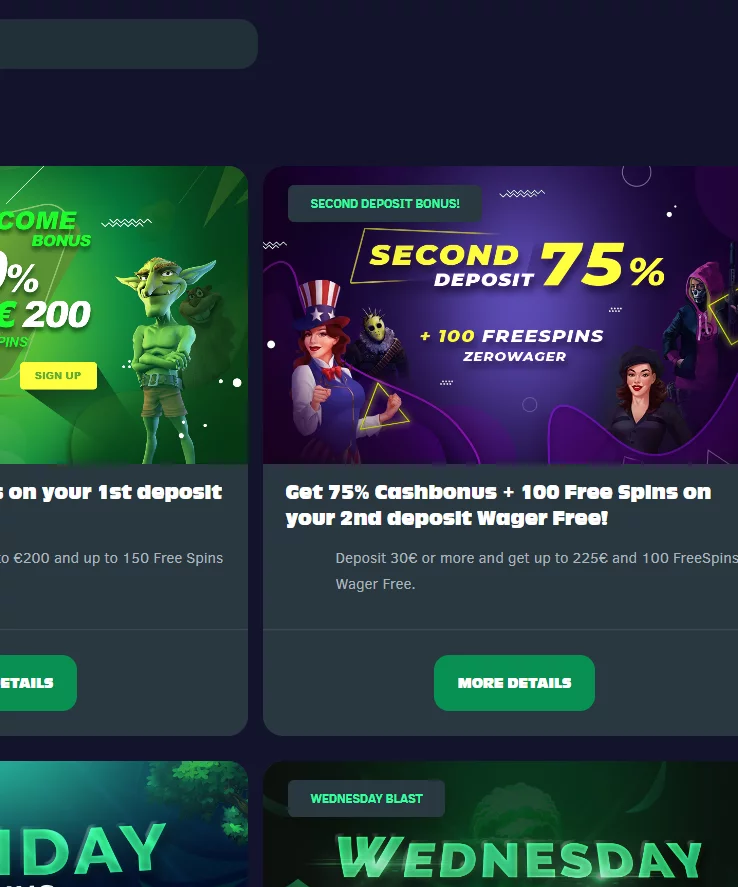 COME
BONUS
%
€ 200
PINS
SIGN UP
s on your 1st deposit
to €200 and up to 150 Free Spins
ETAILS
SECOND DEPOSIT BONUS!
SECOND 75%
DEPOSIT
+ 100 FREESPINS
ZEROWAGER
Get 75% Cashbonus + 100 Free Spins on
your 2nd deposit Wager Free!
Deposit 30€ or more and get up to 225€ and 100 FreeSpins
Wager Free.
MORE DETAILS
IDAY
WEDNESDAY BLAST
WEDNESDAY